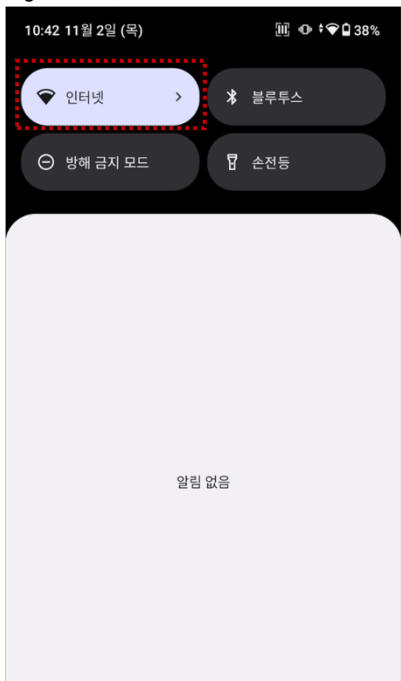 10:42 11월 2일 (목) 38%
인터넷 블루투스
방해 금지 모드 손전등
알림 없음